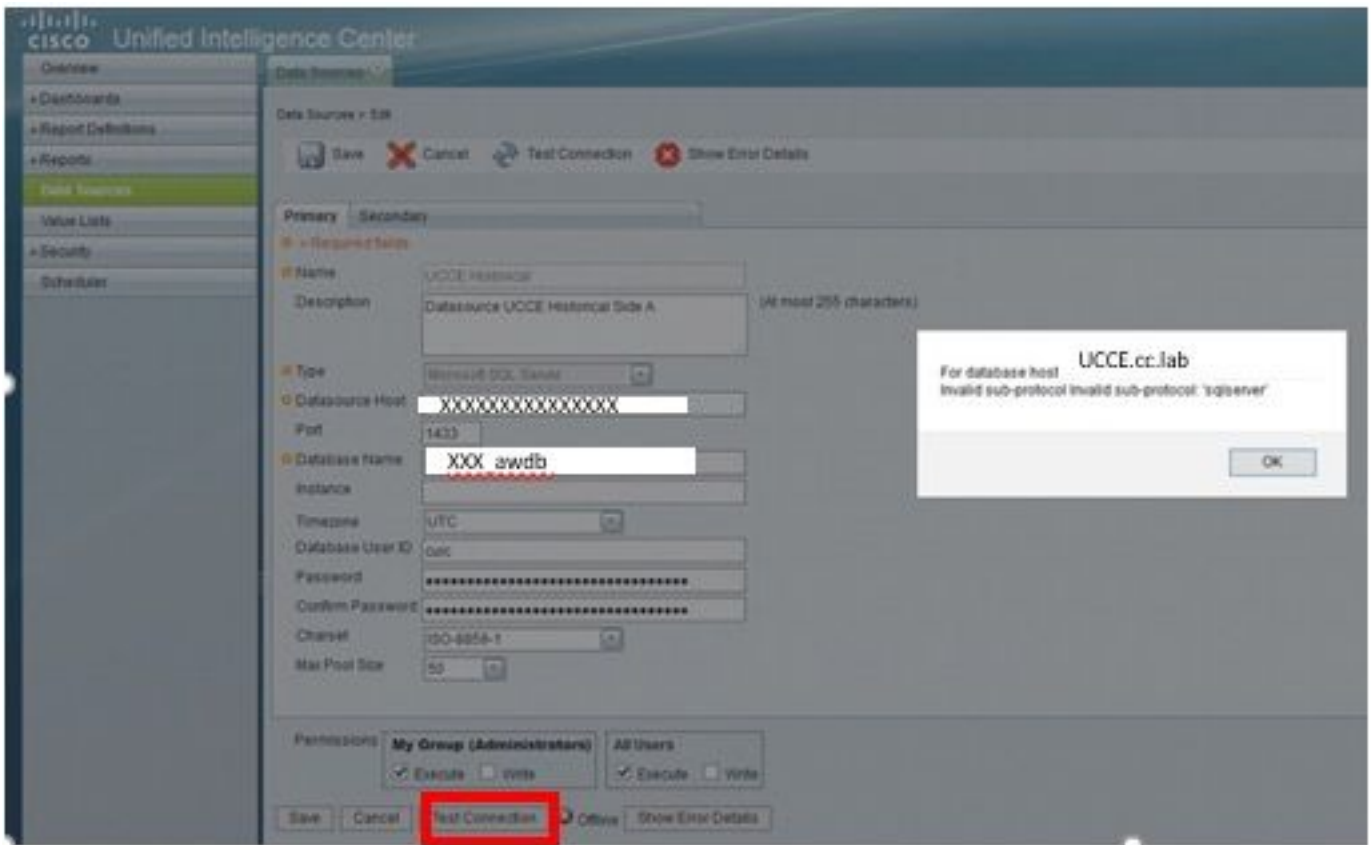 CISCO Unified Intelligence Center
Overview
Data Sources
Dashboards
Report Definitions
Reports
Data Sources
Value Lists
Security
Scheduler
Data Sources > Edit
Save Cancel Test Connection Show Error Details
Primary Secondary
= Required fields
Name UCCE Historical
Description Datasource UCCE Historical Side A (At most 255 characters)
Type Microsoft SQL Server
Datasource Host XXXXXXXXXXXXXXX
Port 1433
Database Name XXX_awdb
Instance
Timezone UTC
Database User ID
Password ********************************
Confirm Password ********************************
Charset
Max Pool Size 50
For database host UCCE.cc.lab
Invalid sub-protocol Invalid sub-protocol: 'sqlserver'
OK
Permissions My Group (Administrators) All Users
Execute Write Execute Write
Save Cancel Test Connection Offline Show Error Details